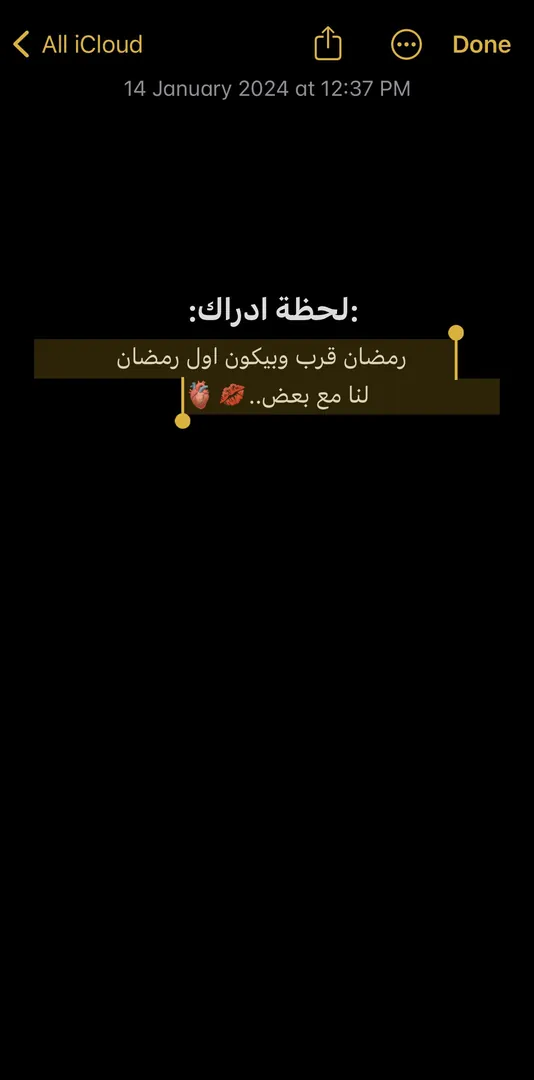 All iCloud
Done
14 January 2024 at 12:37 PM
:لحظة ادراك:
رمضان قرب وبيكون اول رمضان
لنا مع بعض.. 💋 🫀